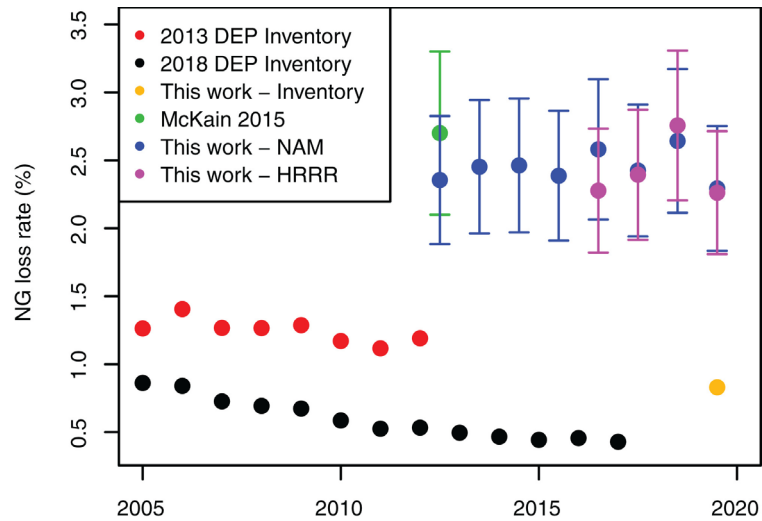 3.5
3.0
2.5
2.0
1.5
1.0
0.5
NG loss rate (%)
2013 DEP Inventory
2018 DEP Inventory
This work – Inventory
McKain 2015
This work – NAM
This work – HRRR
2005
2010
2015
2020